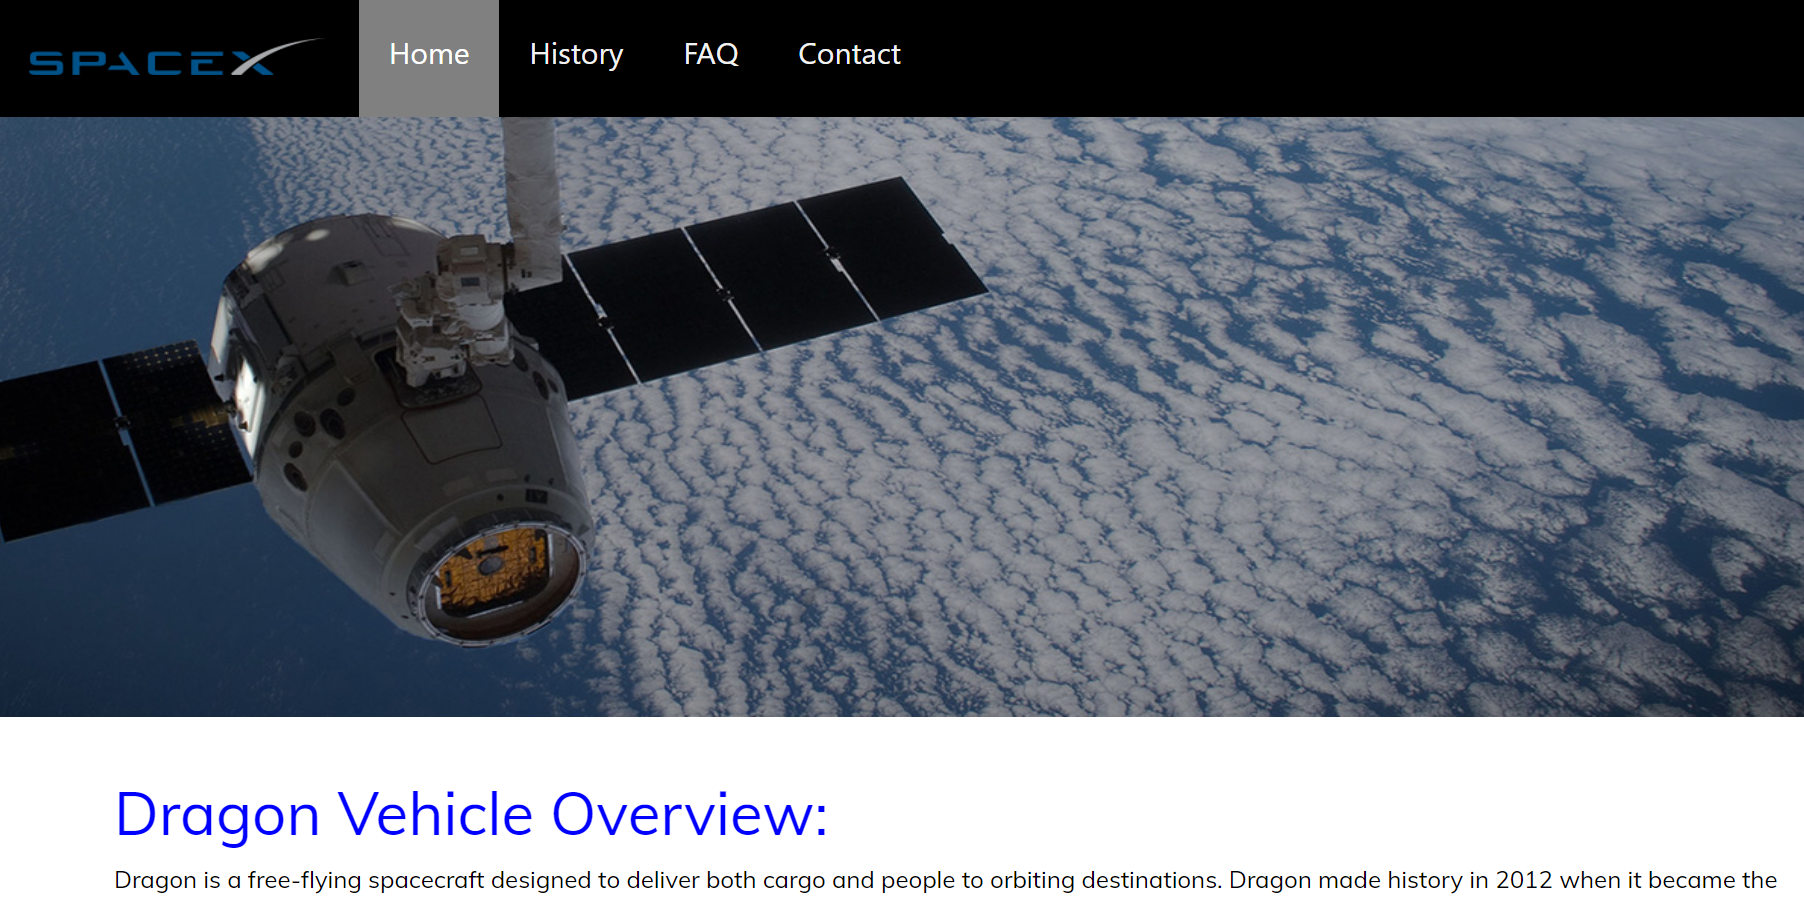 SPACEX
Home
History
FAQ
Contact
Dragon Vehicle Overview:
Dragon is a free-flying spacecraft designed to deliver both cargo and people to orbiting destinations. Dragon made history in 2012 when it became the